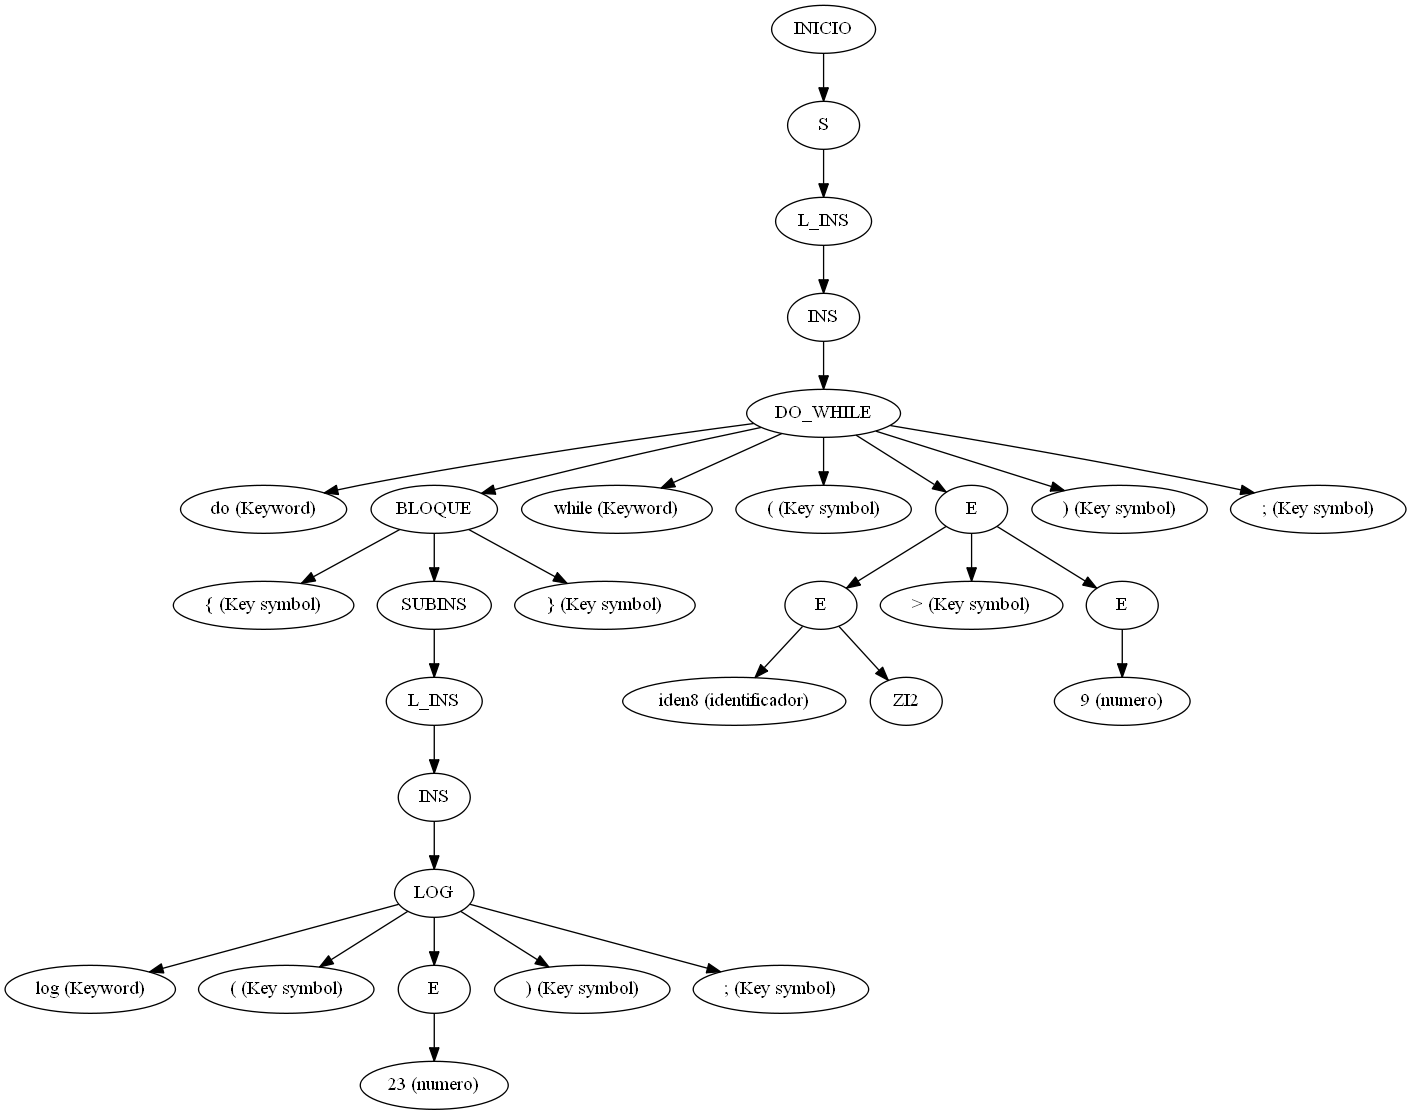 INICIO
S
L_INS
INS
DO_WHILE
do (Keyword)
BLOQUE
while (Keyword)
( (Key symbol)
E
) (Key symbol)
; (Key symbol)
{ (Key symbol)
SUBINS
} (Key symbol)
E
> (Key symbol)
E
L_INS
iden8 (identificador)
ZI2
9 (numero)
INS
LOG
log (Keyword)
( (Key symbol)
E
) (Key symbol)
; (Key symbol)
23 (numero)